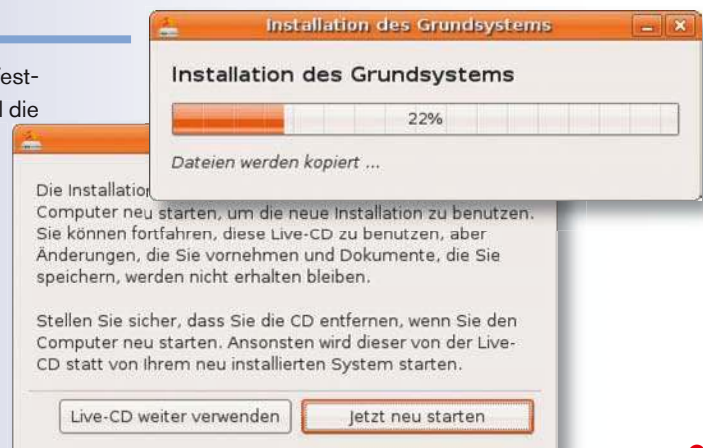 Installation des Grundsystems
Installation des Grundsystems
22%
Dateien werden kopiert ...
die
Die Installation
Computer neu starten, um die neue Installation zu benutzen.
Sie können fortfahren, diese Live-CD zu benutzen, aber
Änderungen, die Sie vornehmen und Dokumente, die Sie
speichern, werden nicht erhalten bleiben.
Stellen Sie sicher, dass Sie die CD entfernen, wenn Sie den
Computer neu starten. Ansonsten wird dieser von der Live-
CD statt von Ihrem neu installierten System starten.
Live-CD weiter verwenden
Jetzt neu starten